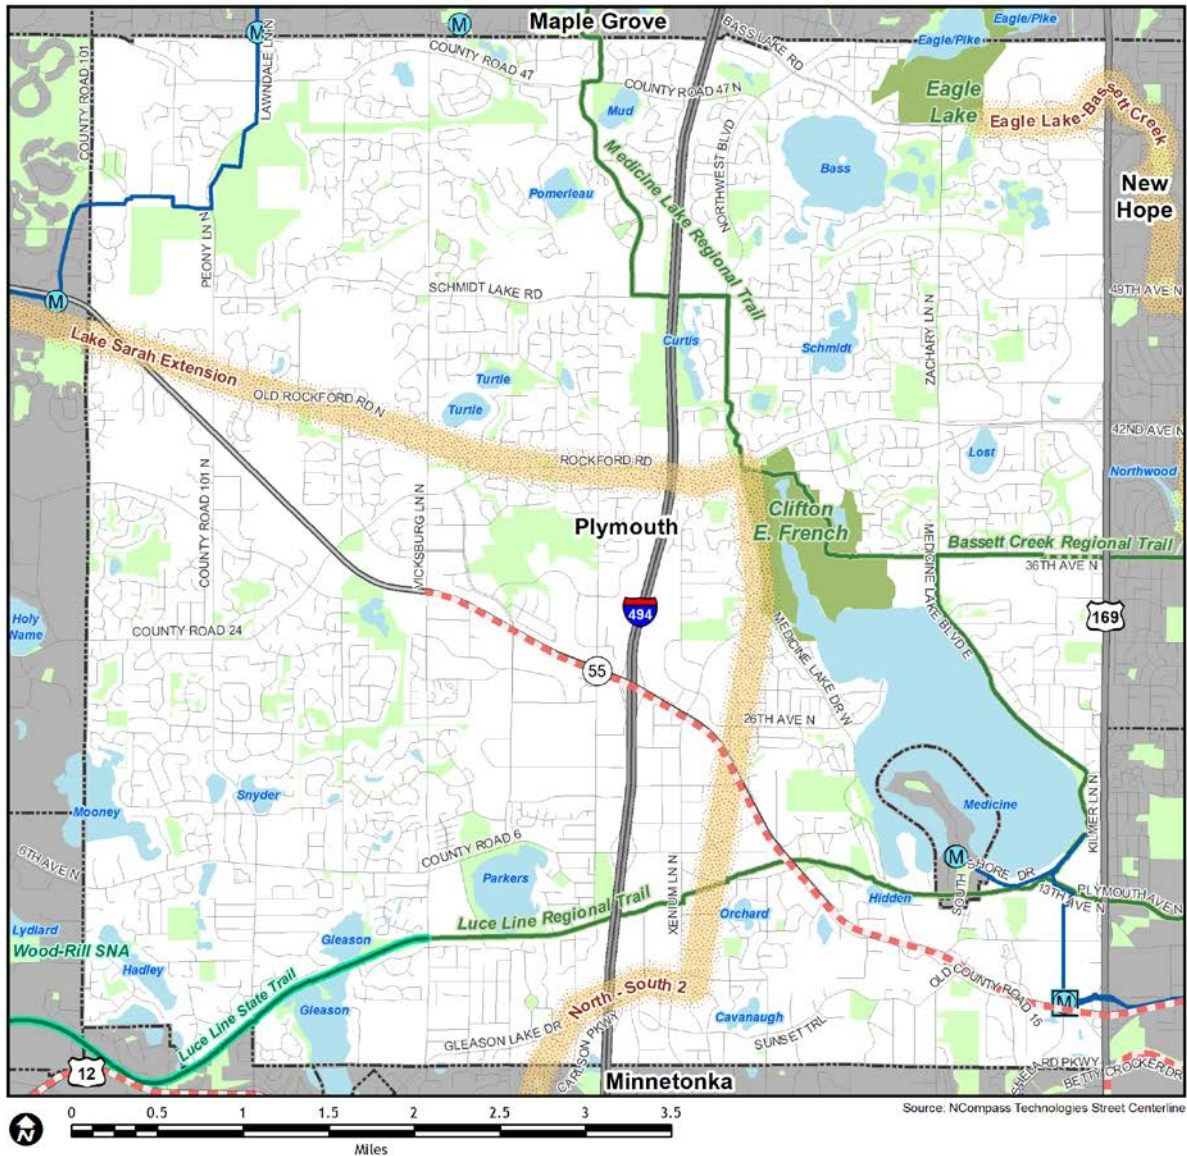 Maple Grove
M
M
Eagle/Pike
Eagle/Pike
BASS LAKE RD
LAWNDALE LN N
COUNTY ROAD 101
COUNTY ROAD 47
COUNTY ROAD 47 N
Eagle
Lake
Eagle Lake-Bassett Creek
Mud
NORTHWEST BLVD
Bass
Medicine Lake Regional Trail
Pomerleau
New
Hope
PEONY LN N
M
SCHMIDT LAKE RD
49TH AVE N
Lake Sarah Extension
Curtis
Schmidt
ZACHARY LN N
Turtle
Turtle
OLD ROCKFORD RD N
42ND AVE N
Lost
ROCKFORD RD
Northwood
COUNTY ROAD 101 N
VICKSBURG LN N
Plymouth
Clifton
E. French
Bassett Creek Regional Trail
36TH AVE N
MEDICINE LAKE BLVD E
494
169
Holy
Name
COUNTY ROAD 24
MEDICINE LAKE DR W
55
26TH AVE N
Mooney
Snyder
Medicine
KILMER LN N
6TH AVE N
COUNTY ROAD 6
M
SHORE DR
SOUTH
Parkers
XENIUM LN N
Hidden
PLYMOUTH AVE N
13TH AVE N
Luce Line Regional Trail
Orchard
Lydiard
Wood-Rill SNA
Gleason
Hadley
Luce Line State Trail
Gleason
North - South 2
OLD COUNTY ROAD 15
M
Cavanaugh
SUNSET TRL
GLEASON LAKE DR
CARLSON PKWY
12
Minnetonka
SHELARD PKWY
BETTY CROCKER DR
N
0 0.5 1 1.5 2 2.5 3 3.5
Miles
Source: NCompass Technologies Street Centerline